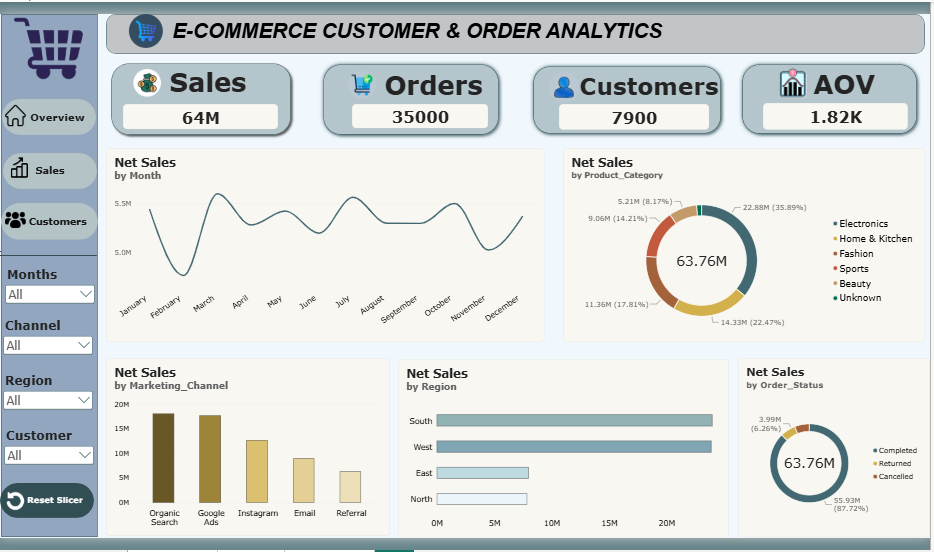 E-COMMERCE CUSTOMER & ORDER ANALYTICS
Overview
Sales
Customers
Months
All
Channel
All
Region
All
Customer
All
Reset Slicer
Sales
64M
Orders
35000
Customers
7900
AOV
1.82K
Net Sales
by Month
5.5M
5.0M
January
February
March
April
May
June
July
August
September
October
November
December
Net Sales
by Product_Category
5.21M (8.17%)
22.88M (35.89%)
9.06M (14.21%)
63.76M
11.36M (17.81%)
14.33M (22.47%)
Electronics
Home & Kitchen
Fashion
Sports
Beauty
Unknown
Net Sales
by Marketing_Channel
20M
15M
10M
5M
0M
Organic
Search
Google
Ads
Instagram
Email
Referral
Net Sales
by Region
South
West
East
North
0M
5M
10M
15M
20M
Net Sales
by Order_Status
3.99M
(6.26%)
63.76M
55.93M
(87.72%)
Completed
Returned
Cancelled